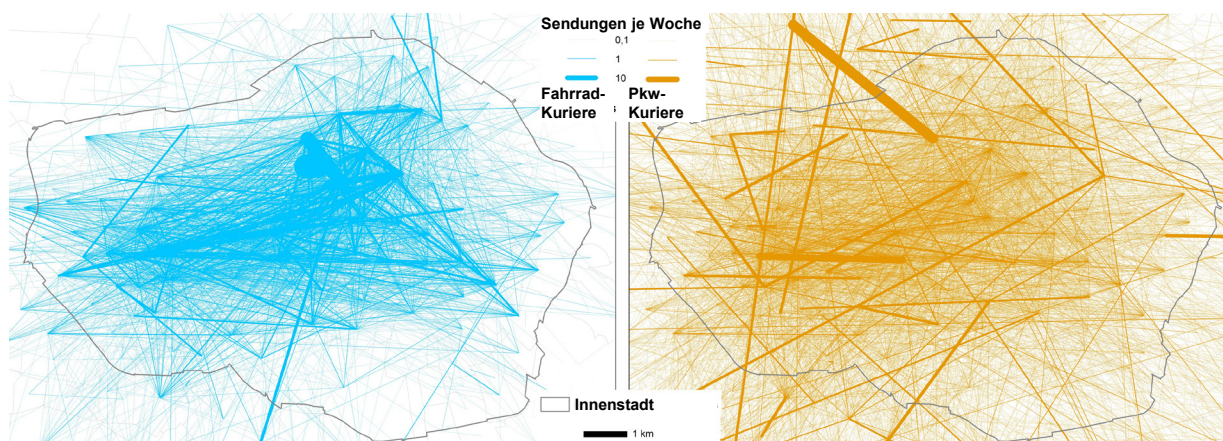 Sendungen je Woche
0,1
1
10
Fahrrad- Pkw-
Kuriere Kuriere
Innenstadt
1 km